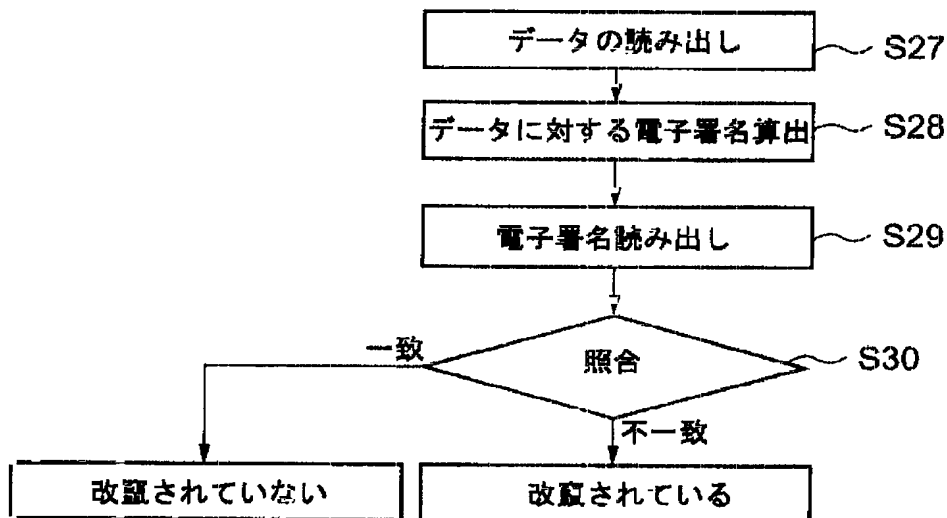 データの読み出し
S27
データに対する電子署名算出
S28
電子署名読み出し
S29
照合
S30
一致
不一致
改竄されていない
改竄されている